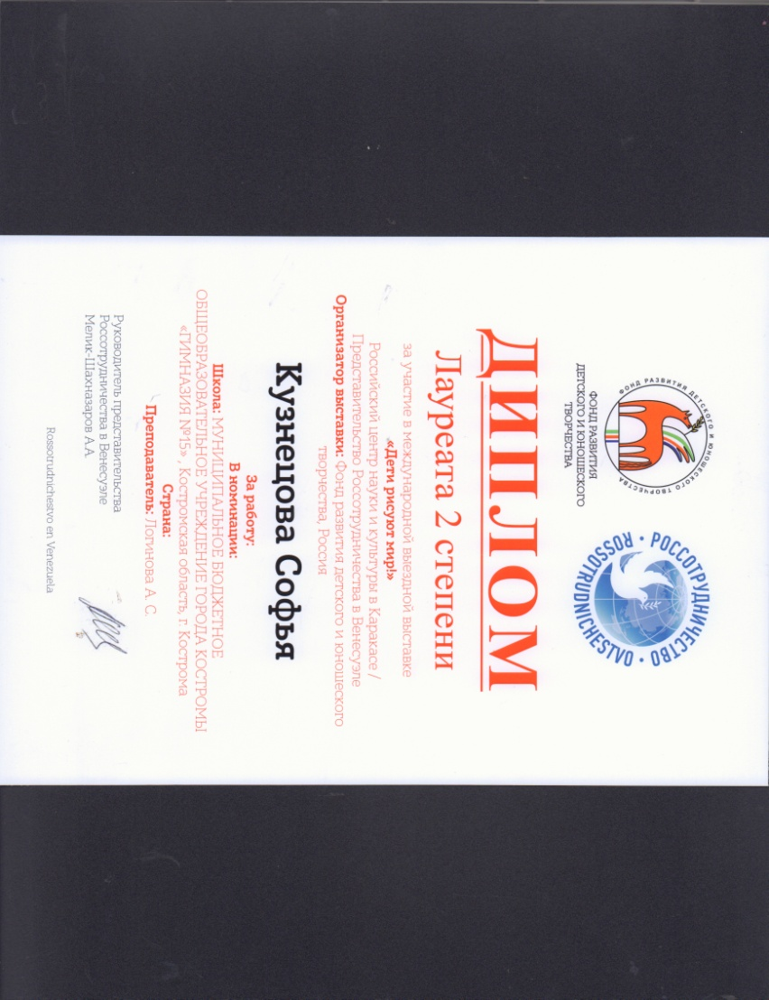 ФОНД РАЗВИТИЯ ДЕТСКОГО И ЮНОШЕСКОГО ТВОРЧЕСТВА
ФОНД РАЗВИТИЯ
ДЕТСКОГО И ЮНОШЕСКОГО
ТВОРЧЕСТВА
РОССОТРУДНИЧЕСТВО
ROSSOTRUDNICHESTVO
ДИПЛОМ
Лауреата 2 степени
за участие в международной выездной выставке
«Дети рисуют мир!»
Российский центр науки и культуры в Каракасе /
Представительство Россотрудничества в Венесуэле
Организатор выставки: Фонд развития детского и юношеского
творчества, Россия
Кузнецова Софья
За работу:
В номинации:
Школа: МУНИЦИПАЛЬНОЕ БЮДЖЕТНОЕ
ОБЩЕОБРАЗОВАТЕЛЬНОЕ УЧРЕЖДЕНИЕ ГОРОДА КОСТРОМЫ
«ГИМНАЗИЯ №15» , Костромская область, г. Кострома
Страна:
Преподаватель: Логинова А. С.
Руководитель представительства
Россотрудничества в Венесуэле
Мелик-Шахназаров А.А.
Rossotrudnichestvo en Venezuela